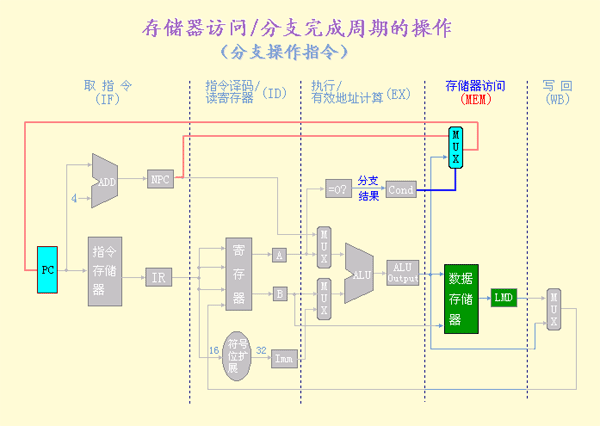 存储器访问/分支完成周期的操作
(分支操作指令)
取 指 令
(IF)
指令译码/
读寄存器
(ID)
执行/
有效地址计算
(EX)
存储器访问
(MEM)
写 回
(WB)
MUX
ADD
4
NPC
=0?
分支
结果
Cond
PC
指令
存储
器
IR
寄存器
A
B
MUX
MUX
ALU
ALU
Output
数据
存储
器
LMD
MUX
16
符号
位扩
展
32
Imm